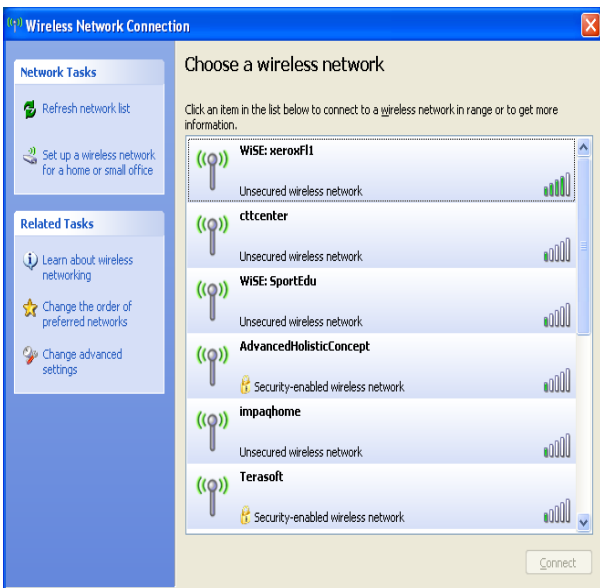 Wireless Network Connection
Network Tasks
Refresh network list
Set up a wireless network
for a home or small office
Related Tasks
Learn about wireless
networking
Change the order of
preferred networks
Change advanced
settings
Choose a wireless network
Click an item in the list below to connect to a wireless network in range or to get more
information.
WiSE: xeroxFl1
Unsecured wireless network
cttcenter
Unsecured wireless network
WiSE: SportEdu
Unsecured wireless network
AdvancedHolisticConcept
Security-enabled wireless network
impaqhome
Unsecured wireless network
Terasoft
Security-enabled wireless network
Connect